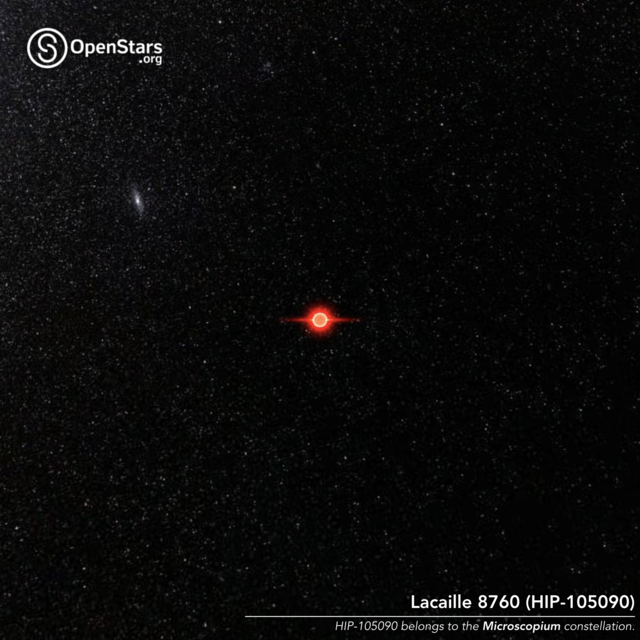 OpenStars
.org
Lacaille 8760 (HIP-105090)
HIP-105090 belongs to the Microscopium constellation.